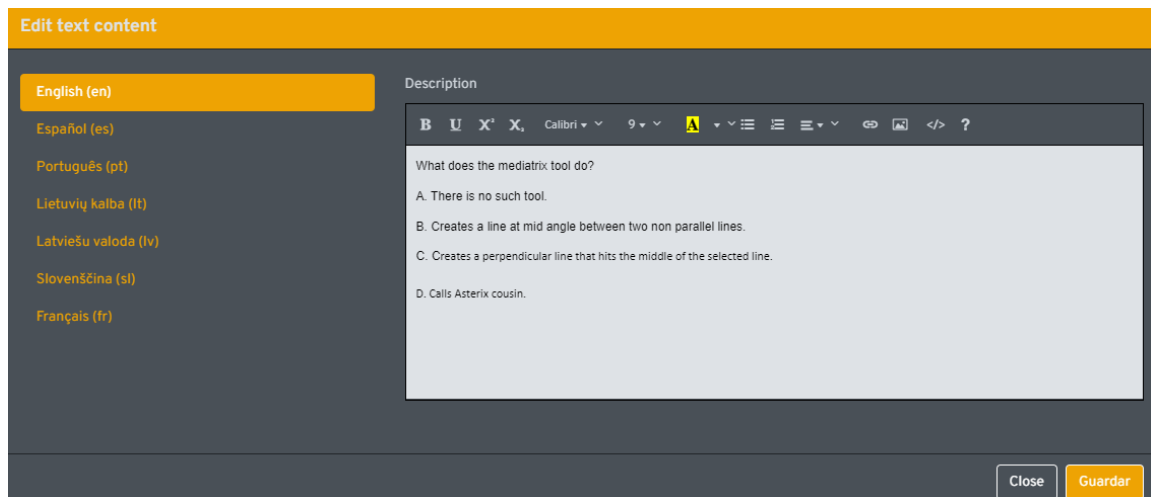 Edit text content
English (en)
Español (es)
Português (pt)
Lietuvių kalba (lt)
Latviešu valoda (lv)
Slovenščina (sl)
Français (fr)
Description
B U X² X, Calibri 9 A </> ?
What does the mediatrix tool do?
A. There is no such tool.
B. Creates a line at mid angle between two non parallel lines.
C. Creates a perpendicular line that hits the middle of the selected line.
D. Calls Asterix cousin.
Close Guardar